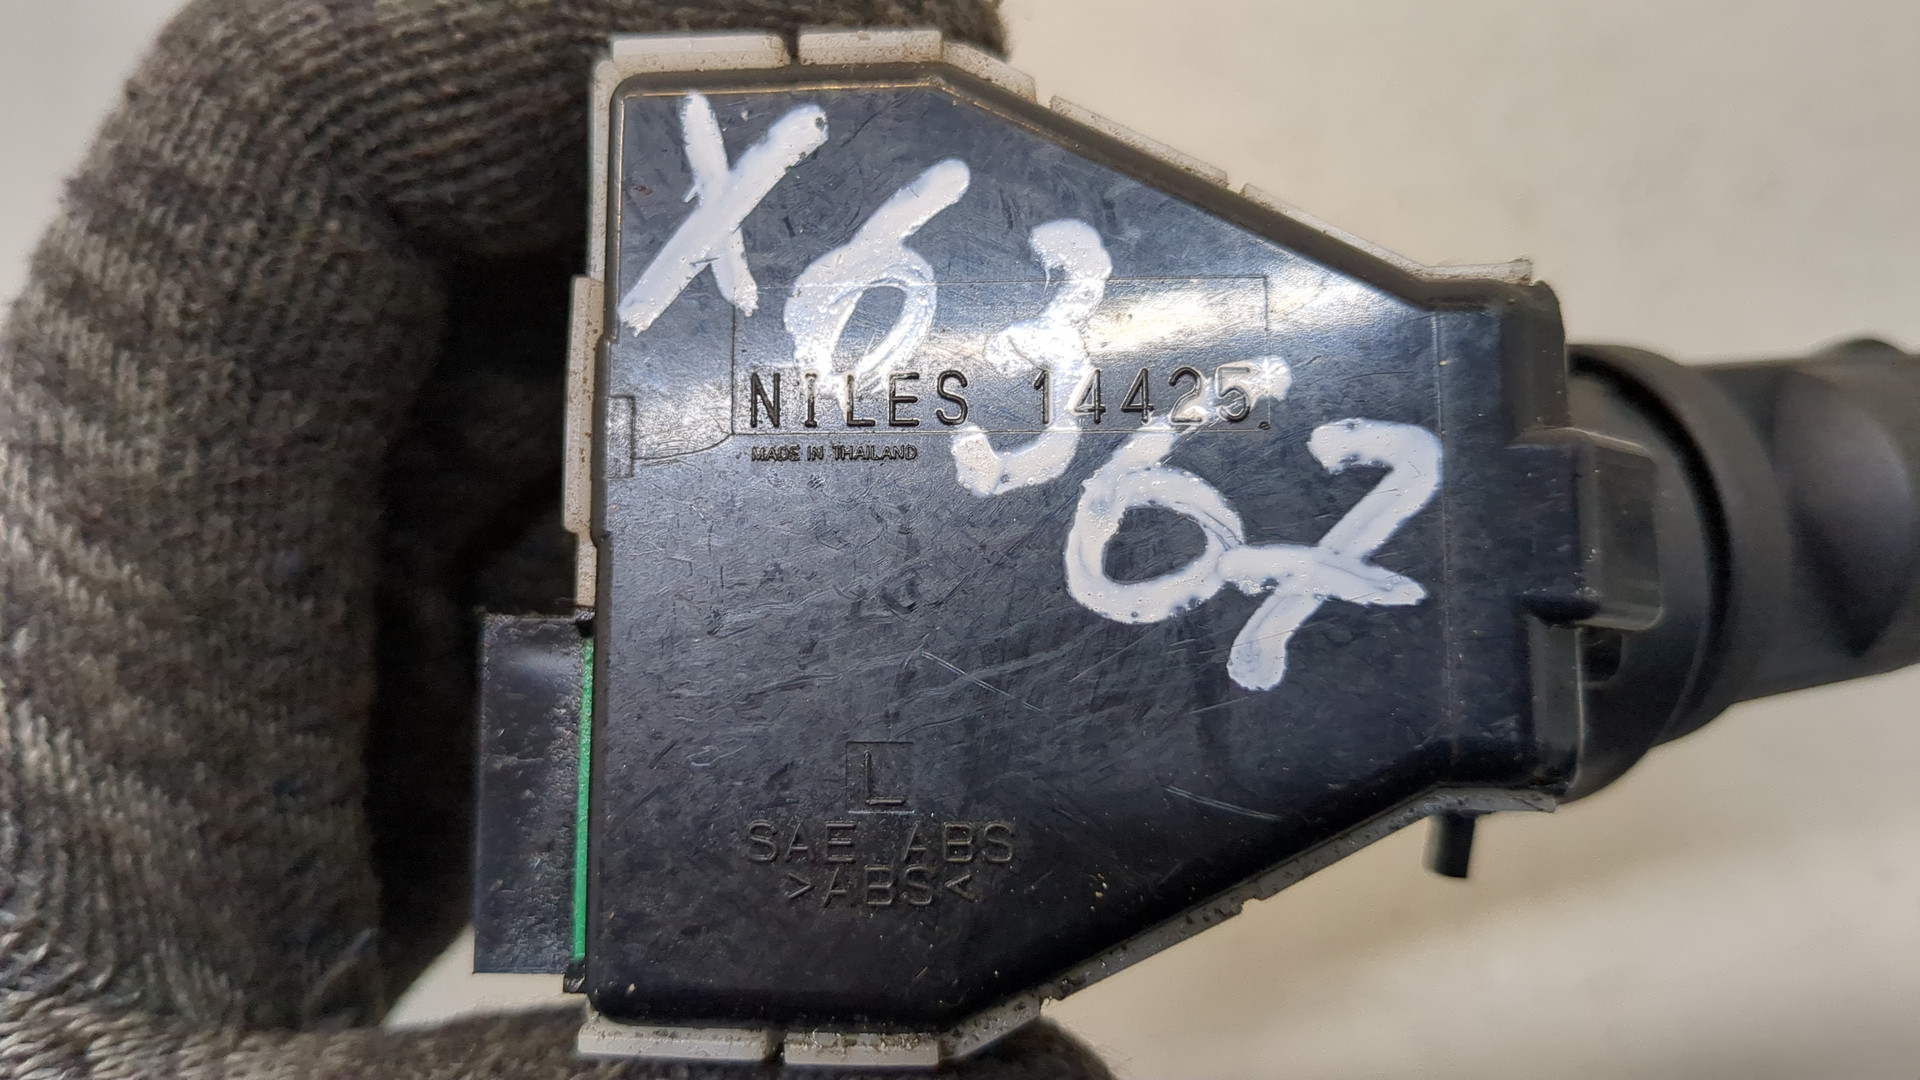 X6367
NILES 14425
MADE IN THAILAND
L
SAE ABS
>ABS<